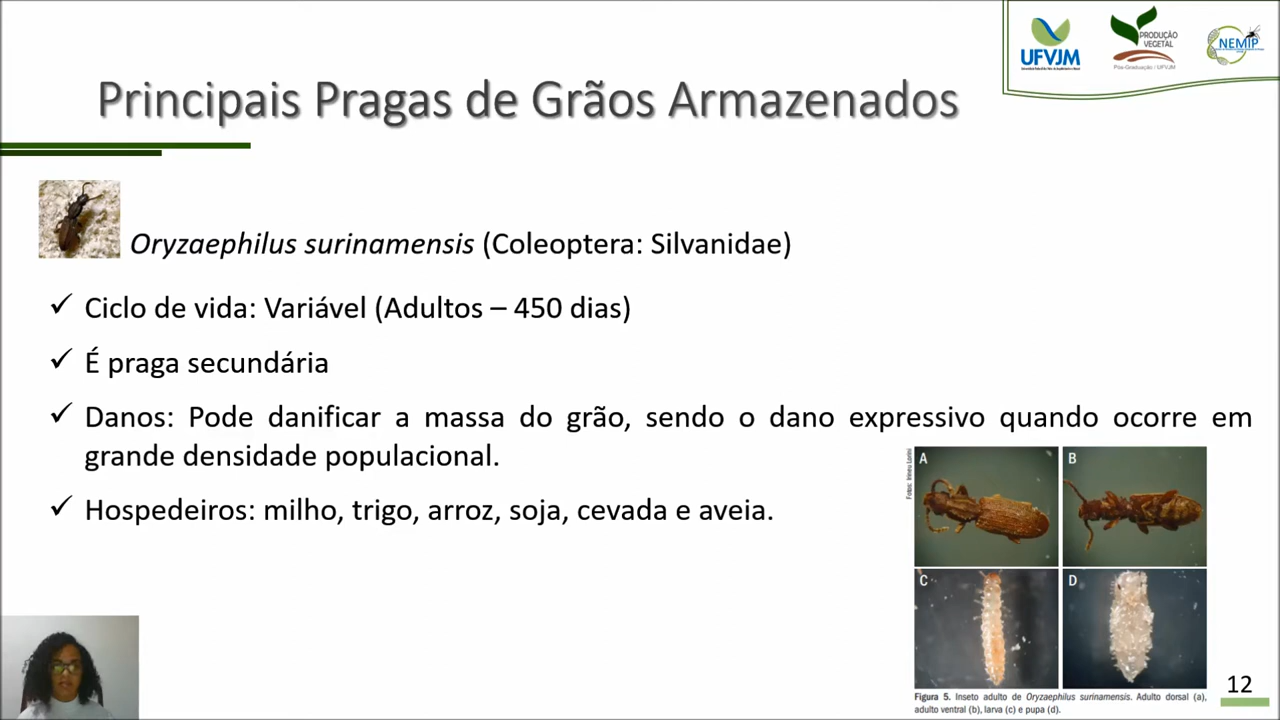 UFVJM
PRODUÇÃO
VEGETAL
Pós-Graduação / UFVJM
NEMIP
Principais Pragas de Grãos Armazenados
Oryzaephilus surinamensis (Coleoptera: Silvanidae)
✓ Ciclo de vida: Variável (Adultos – 450 dias)
✓ É praga secundária
✓ Danos: Pode danificar a massa do grão, sendo o dano expressivo quando ocorre em
grande densidade populacional.
✓ Hospedeiros: milho, trigo, arroz, soja, cevada e aveia.
Fotos: Irineu Lorini
A
B
C
D
Figura 5. Inseto adulto de Oryzaephilus surinamensis. Adulto dorsal (a),
adulto ventral (b), larva (c) e pupa (d).
12